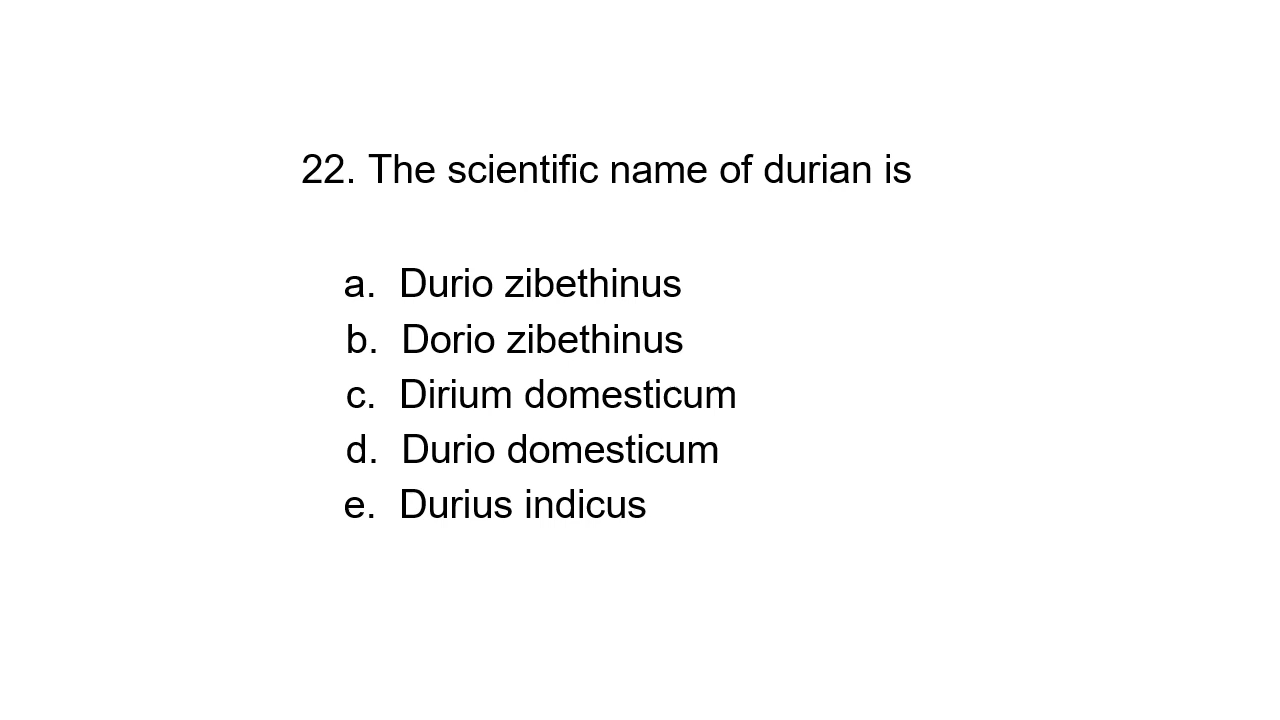 22. The scientific name of durian is
a. Durio zibethinus
b. Dorio zibethinus
c. Dirium domesticum
d. Durio domesticum
e. Durius indicus